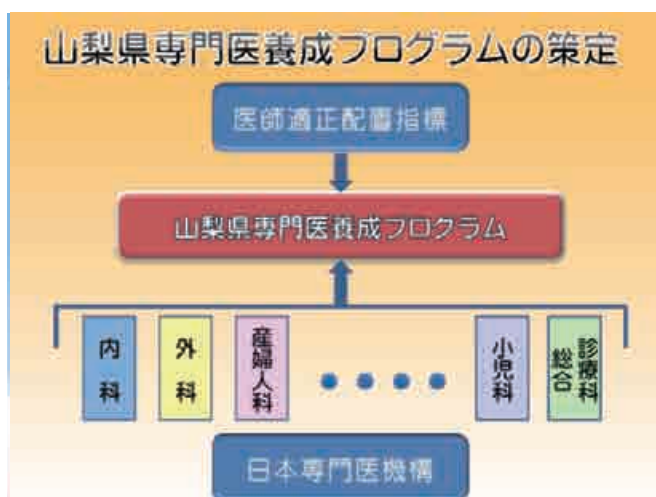 山梨県専門医養成プログラムの策定
医師適正配置指標
山梨県専門医養成プログラム
内科
外科
産婦人科
小児科
総合
診療科
日本専門医機構